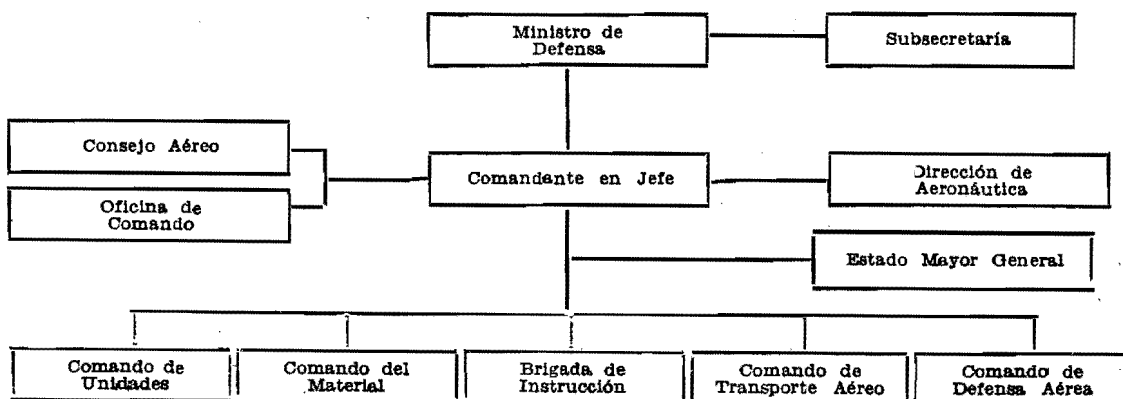 Ministro de
Defensa
Subsecretaría
Consejo Aéreo
Oficina de
Comando
Comandante en Jefe
Dirección de
Aeronáutica
Estado Mayor General
Comando de
Unidades
Comando del
Material
Brigada de
Instrucción
Comando de
Transporte Aéreo
Comando de
Defensa Aérea